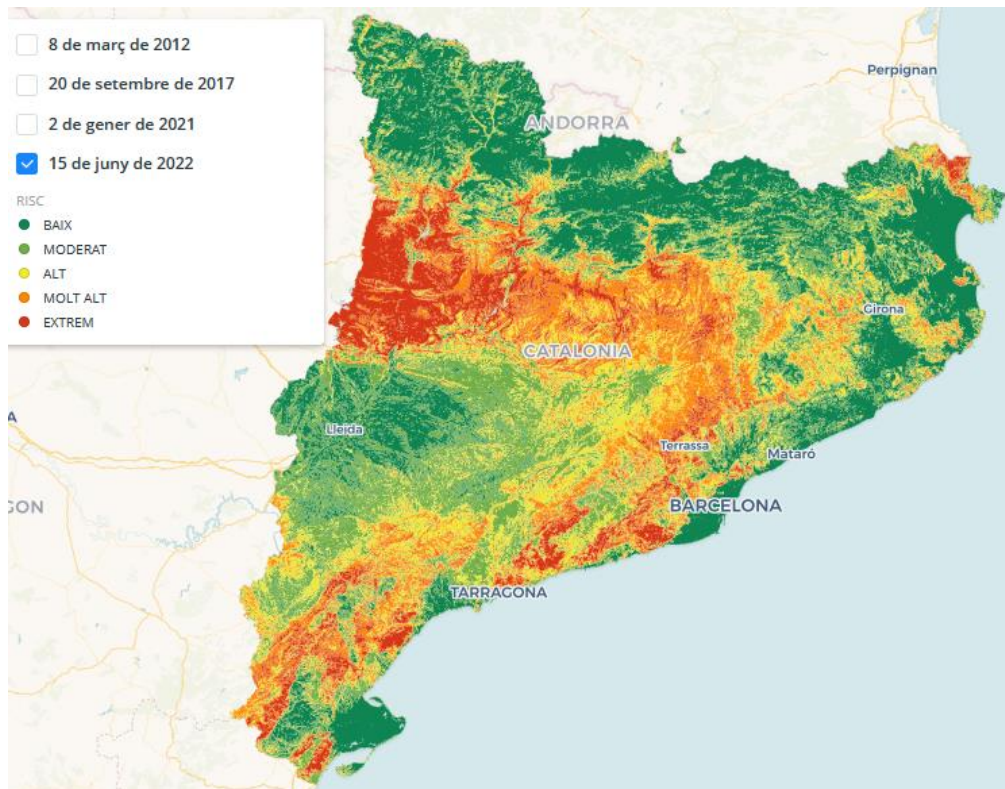 8 de març de 2012
20 de setembre de 2017
2 de gener de 2021
15 de juny de 2022
RISC
BAIX
MODERAT
ALT
MOLT ALT
EXTREM
Perpignan
ANDORRA
Girona
CATALONIA
A
Lleida
Terrassa
Mataró
GON
BARCELONA
TARRAGONA